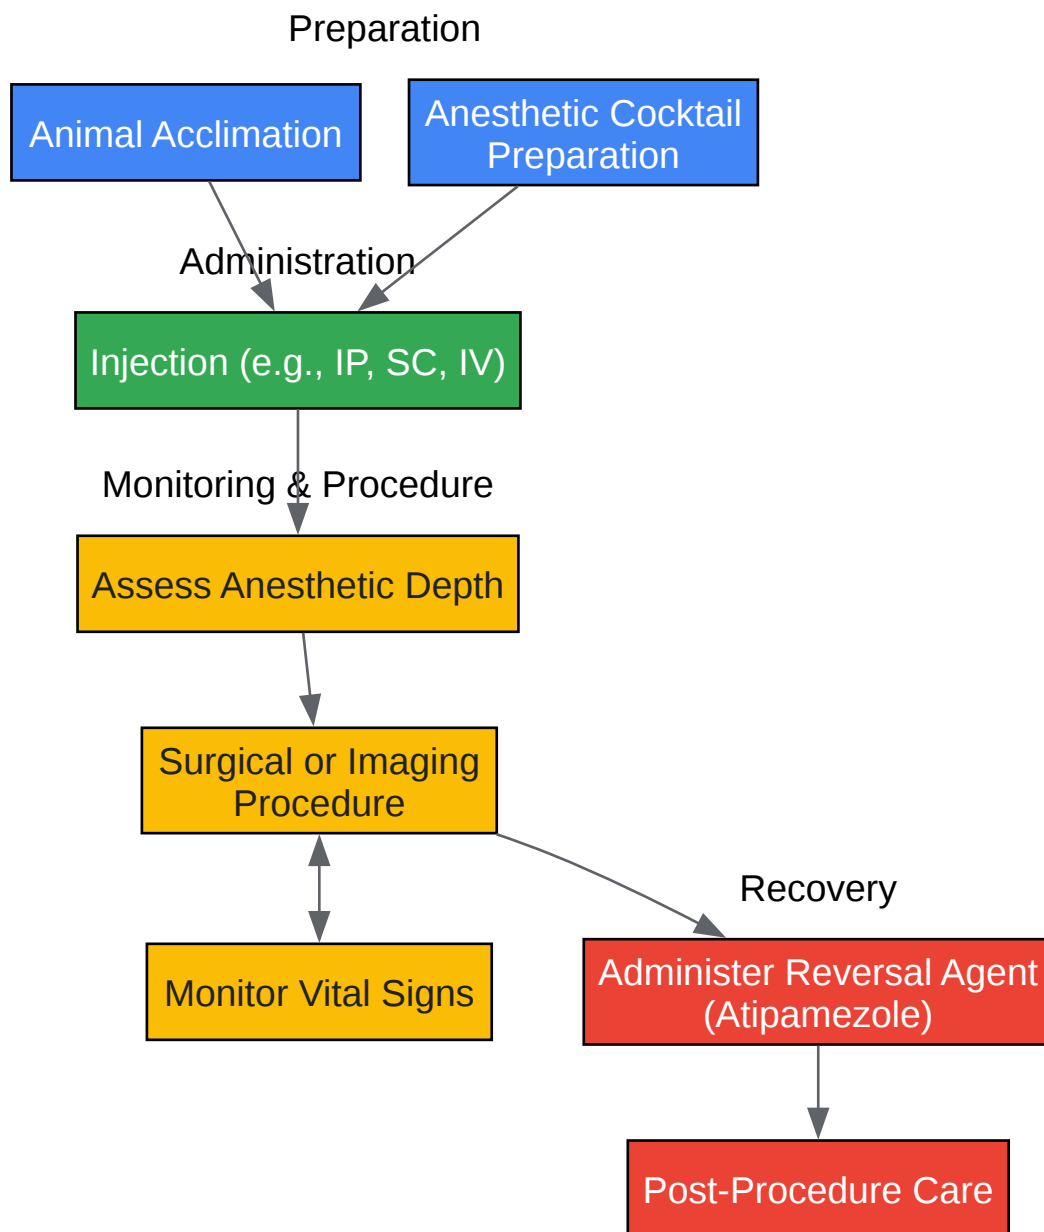 Preparation
Animal Acclimation
Anesthetic Cocktail
Preparation
Administration
Injection (e.g., IP, SC, IV)
Monitoring & Procedure
Assess Anesthetic Depth
Surgical or Imaging
Procedure
Monitor Vital Signs
Recovery
Administer Reversal Agent
(Atipamezole)
Post-Procedure Care